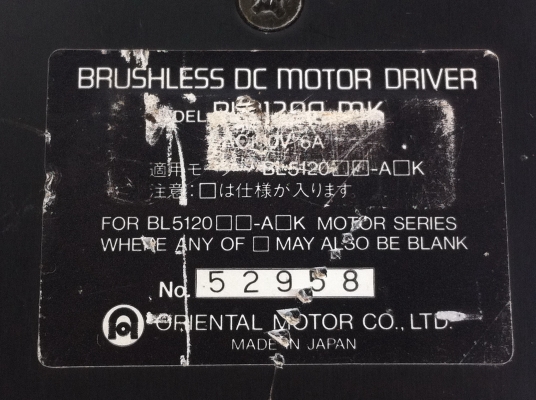 BRUSHLESS DC MOTOR DRIVER
MODEL
6A
適用モータ BL5120□□-A□K
注意:□は仕様が入ります
FOR BL5120□□-A□K MOTOR SERIES
WHERE ANY OF □ MAY ALSO BE BLANK
No. 52958
ORIENTAL MOTOR CO., LTD.
MADE IN JAPAN